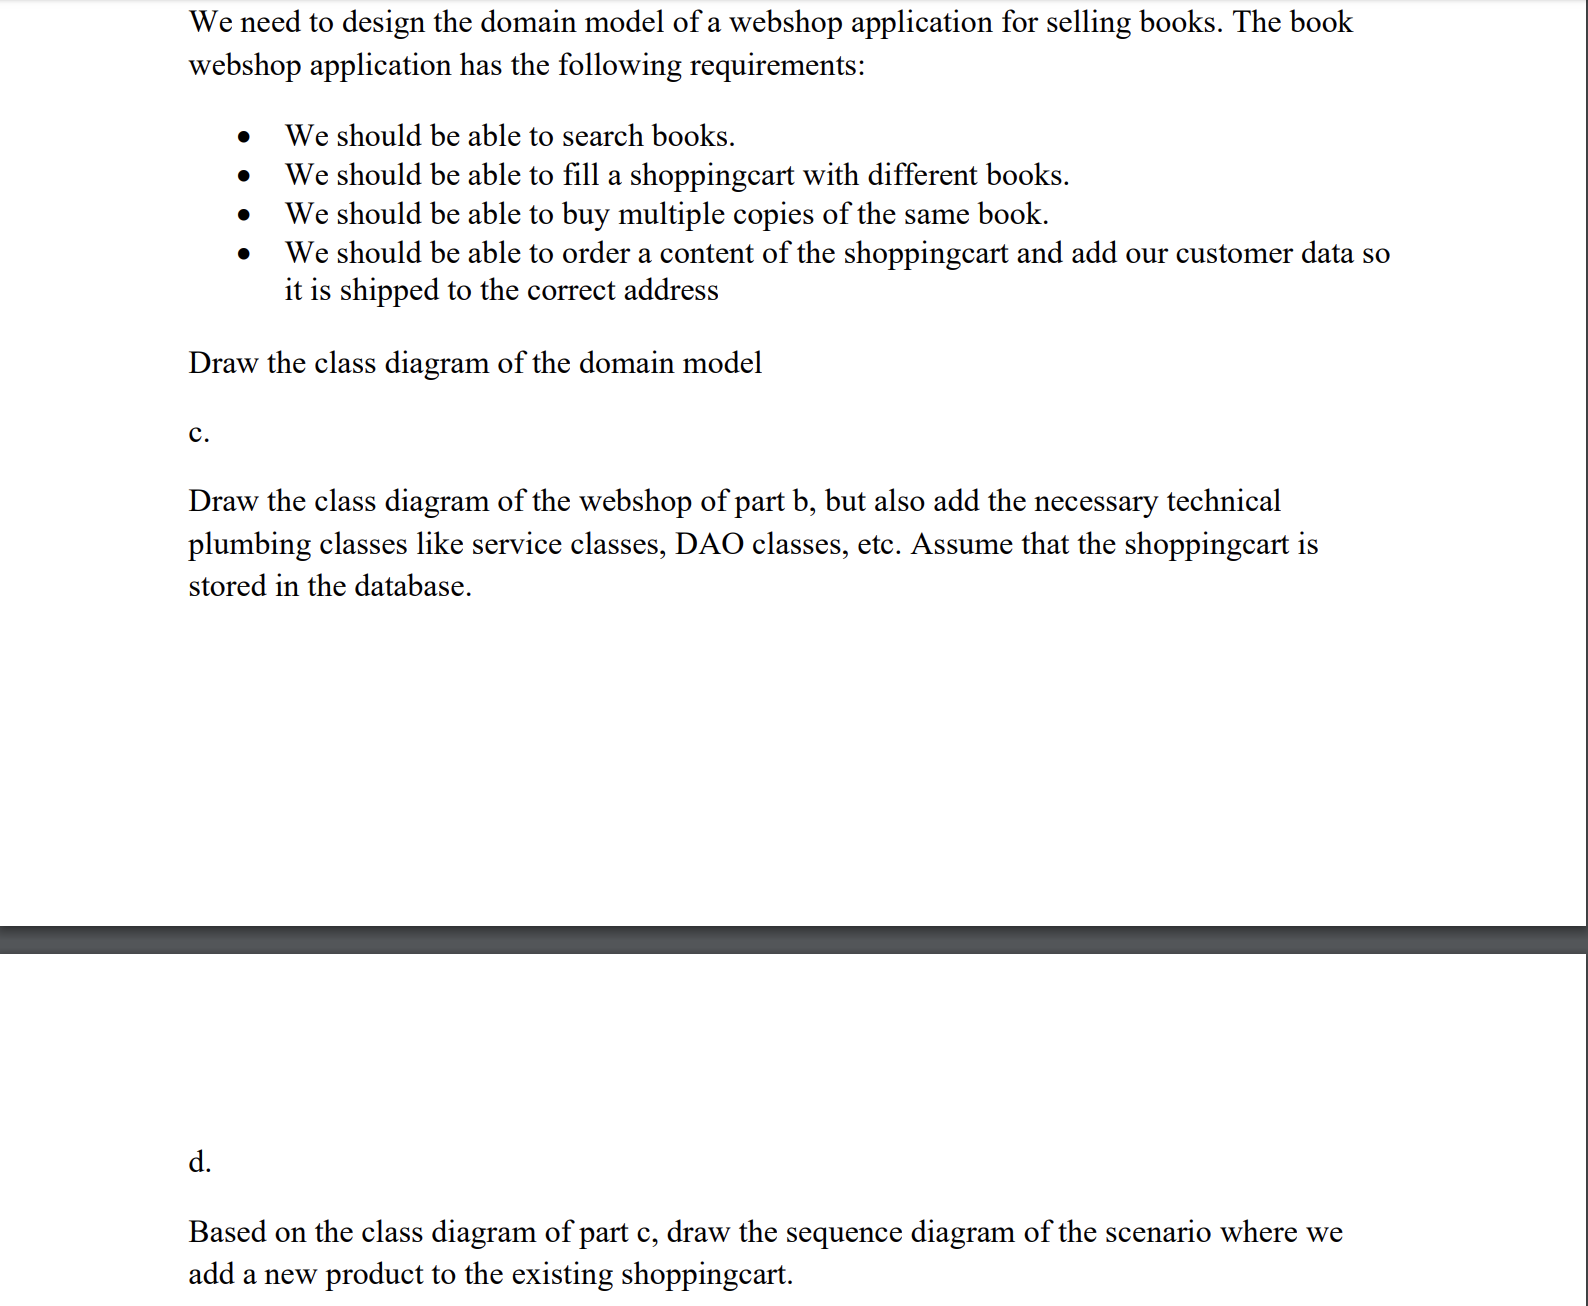 We need to design the domain model of a webshop application for selling books. The book
webshop application has the following requirements:
• We should be able to search books.
• We should be able to fill a shoppingcart with different books.
• We should be able to buy multiple copies of the same book.
• We should be able to order a content of the shoppingcart and add our customer data so
it is shipped to the correct address
Draw the class diagram of the domain model
c.
Draw the class diagram of the webshop of part b, but also add the necessary technical
plumbing classes like service classes, DAO classes, etc. Assume that the shoppingcart is
stored in the database.
d.
Based on the class diagram of part c, draw the sequence diagram of the scenario where we
add a new product to the existing shoppingcart.